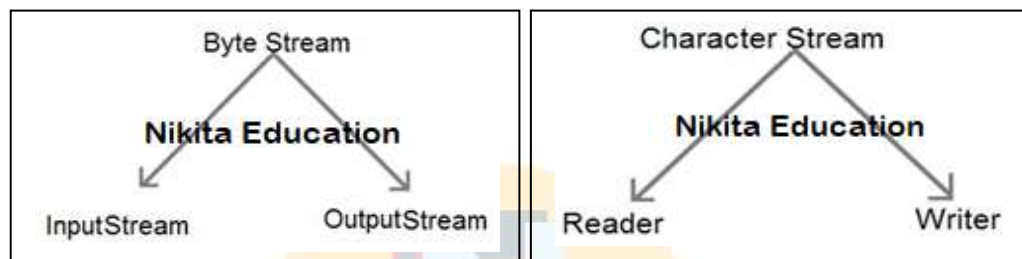 Byte Stream
Nikita Education
InputStream
OutputStream
Character Stream
Nikita Education
Reader
Writer